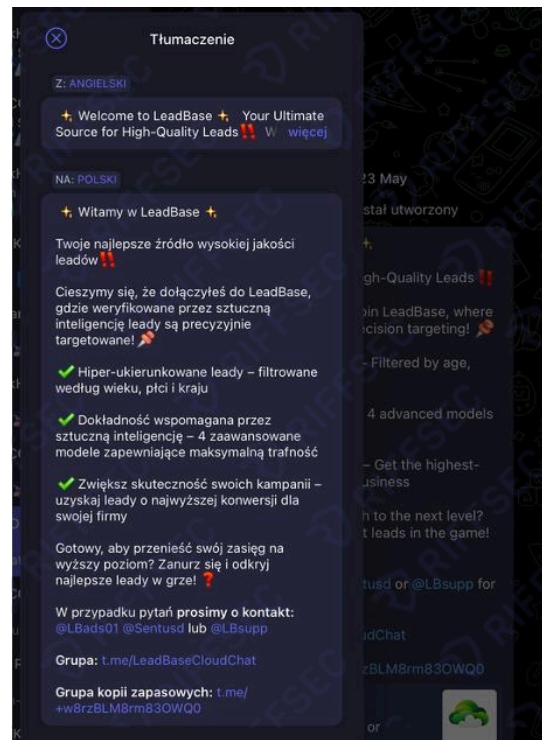 Tłumaczenie
Z: ANGIELSKI
✨ Welcome to LeadBase ✨ Your Ultimate
Source for High-Quality Leads‼️ W więcej
NA: POLSKI
✨ Witamy w LeadBase ✨
Twoje najlepsze źródło wysokiej jakości
leadów‼️
Cieszymy się, że dołączyłeś do LeadBase,
gdzie weryfikowane przez sztuczną
inteligencję leady są precyzyjnie
targetowane! 📌
✔️ Hiper-ukierunkowane leady – filtrowane
według wieku, płci i kraju
✔️ Dokładność wspomagana przez
sztuczną inteligencję – 4 zaawansowane
modele zapewniające maksymalną trafność
✔️ Zwiększ skuteczność swoich kampanii –
uzyskaj leady o najwyższej konwersji dla
swojej firmy
Gotowy, aby przenieść swój zasięg na
wyższy poziom? Zanurz się i odkryj
najlepsze leady w grze! ❓
W przypadku pytań prosimy o kontakt:
@LBads01 @Sentusd lub @LBsupp
Grupa: t.me/LeadBaseCloudChat
Grupa kopii zapasowych: t.me/
+w8rzBLM8rm83OWQ0
23 May
stał utworzony
gh-Quality Leads ‼️
oin LeadBase, where
cision targeting! 📌
- Filtered by age,
4 advanced models
– Get the highest-
usiness
h to the next level?
t leads in the game!
tusd or @LBsupp for
udChat
zBLM8rm83OWQ0
or
RIFFSEC